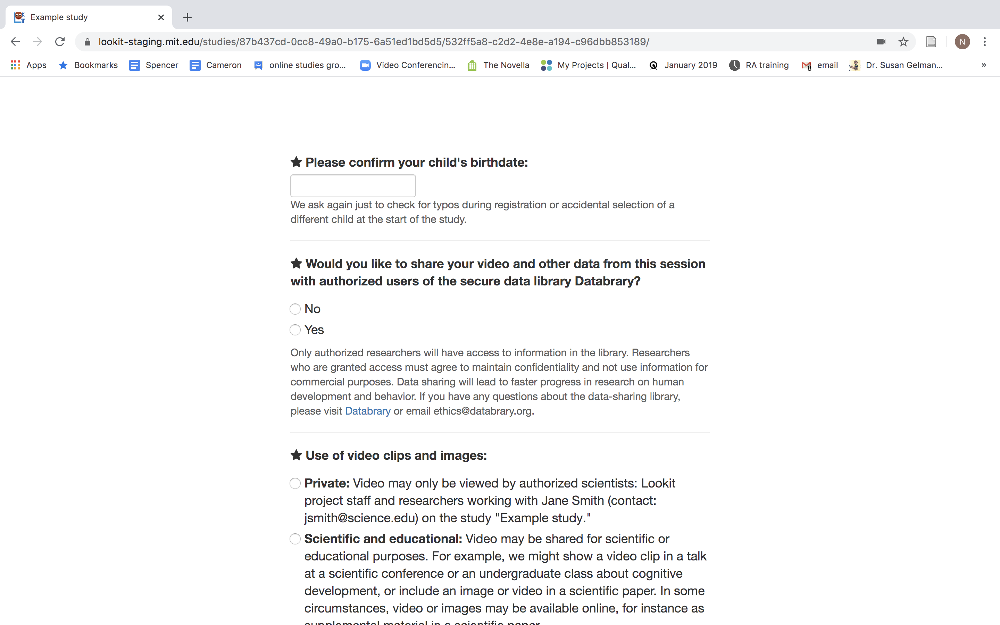 Example study
lookit-staging.mit.edu/studies/87b437cd-0cc8-49a0-b175-6a51ed1bd5d5/532ff5a8-c2d2-4e8e-a194-c96dbb853189/
N
Apps Bookmarks Spencer Cameron online studies gro... Video Conferencin... The Novella My Projects | Qual... January 2019 RA training 8 email Dr. Susan Gelman... »
★ Please confirm your child's birthdate:
We ask again just to check for typos during registration or accidental selection of a
different child at the start of the study.
★ Would you like to share your video and other data from this session
with authorized users of the secure data library Databrary?
No
Yes
Only authorized researchers will have access to information in the library. Researchers
who are granted access must agree to maintain confidentiality and not use information for
commercial purposes. Data sharing will lead to faster progress in research on human
development and behavior. If you have any questions about the data-sharing library,
please visit Databrary or email ethics@databrary.org.
★ Use of video clips and images:
Private: Video may only be viewed by authorized scientists: Lookit
project staff and researchers working with Jane Smith (contact:
jsmith@science.edu) on the study "Example study."
Scientific and educational: Video may be shared for scientific or
educational purposes. For example, we might show a video clip in a talk
at a scientific conference or an undergraduate class about cognitive
development, or include an image or video in a scientific paper. In some
circumstances, video or images may be available online, for instance as
supplemental material in a scientific paper.